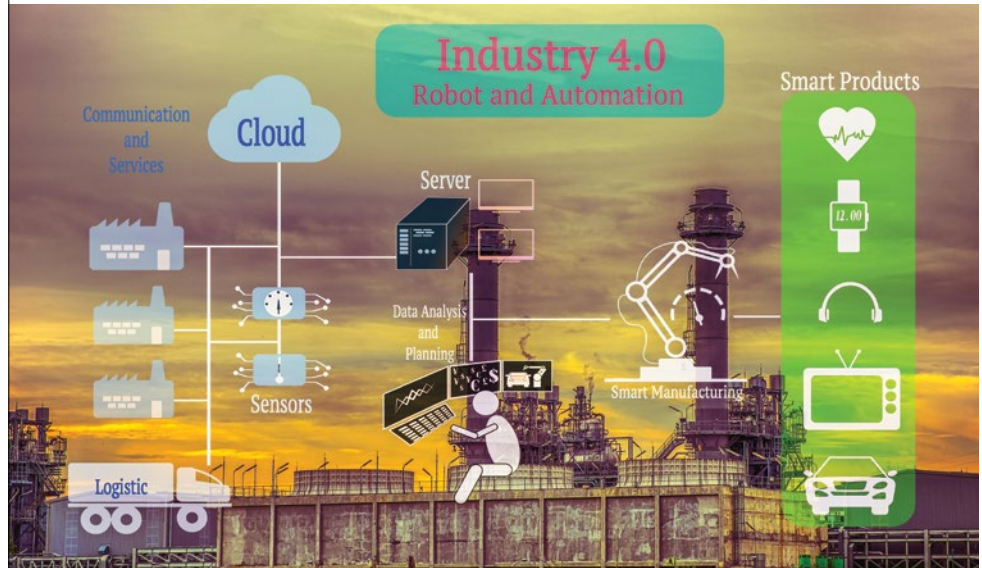 Industry 4.0
Robot and Automation
Smart Products
Communication
and
Services
Cloud
Server
12.00
Data Analysis
and
Planning
Sensors
Smart Manufacturing
Logistic